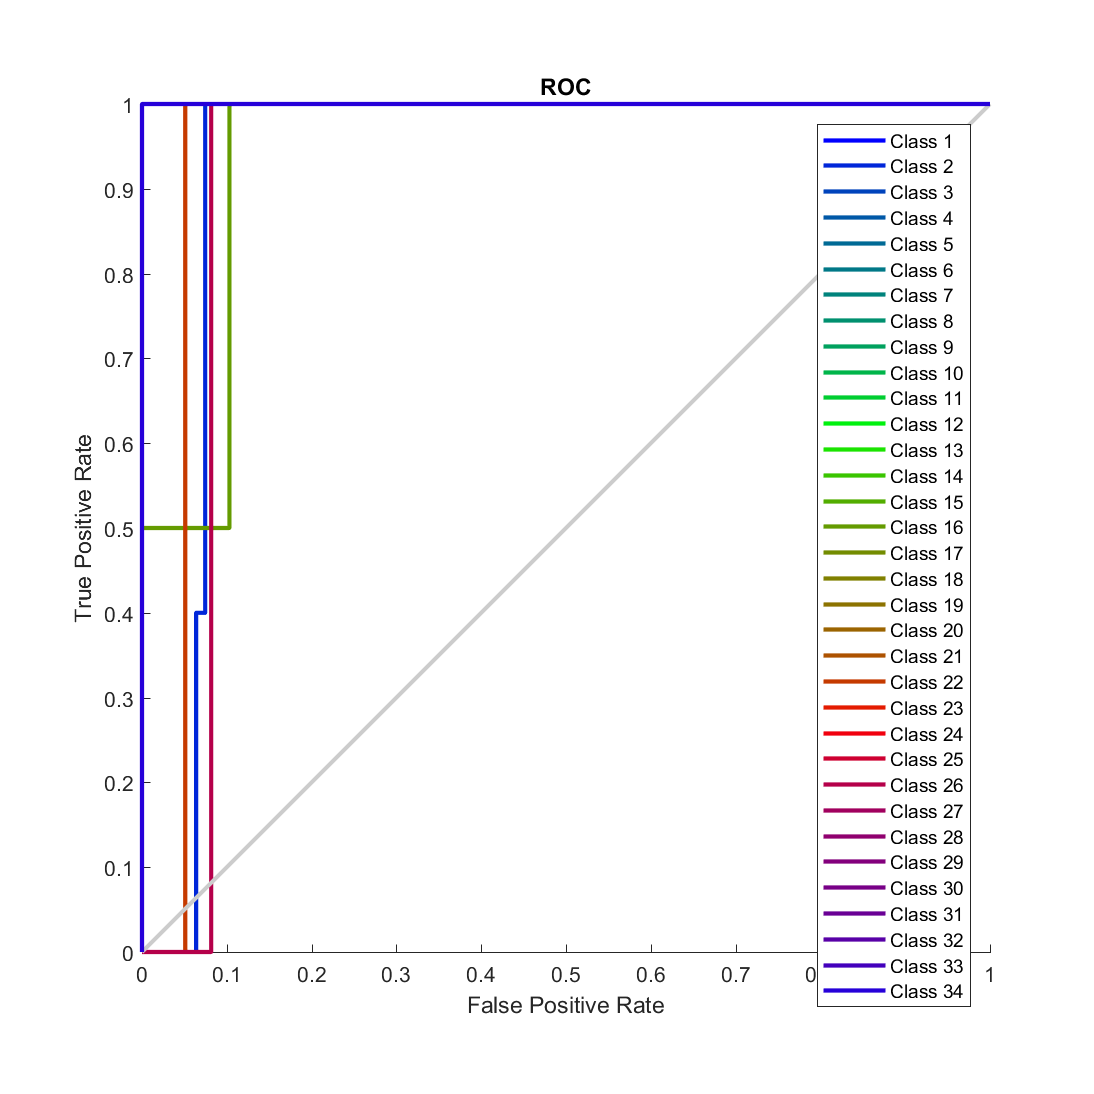 ROC
True Positive Rate
1
0.9
0.8
0.7
0.6
0.5
0.4
0.3
0.2
0.1
0
0 0.1 0.2 0.3 0.4 0.5 0.6 0.7 1
False Positive Rate
Class 1
Class 2
Class 3
Class 4
Class 5
Class 6
Class 7
Class 8
Class 9
Class 10
Class 11
Class 12
Class 13
Class 14
Class 15
Class 16
Class 17
Class 18
Class 19
Class 20
Class 21
Class 22
Class 23
Class 24
Class 25
Class 26
Class 27
Class 28
Class 29
Class 30
Class 31
Class 32
Class 33
Class 34